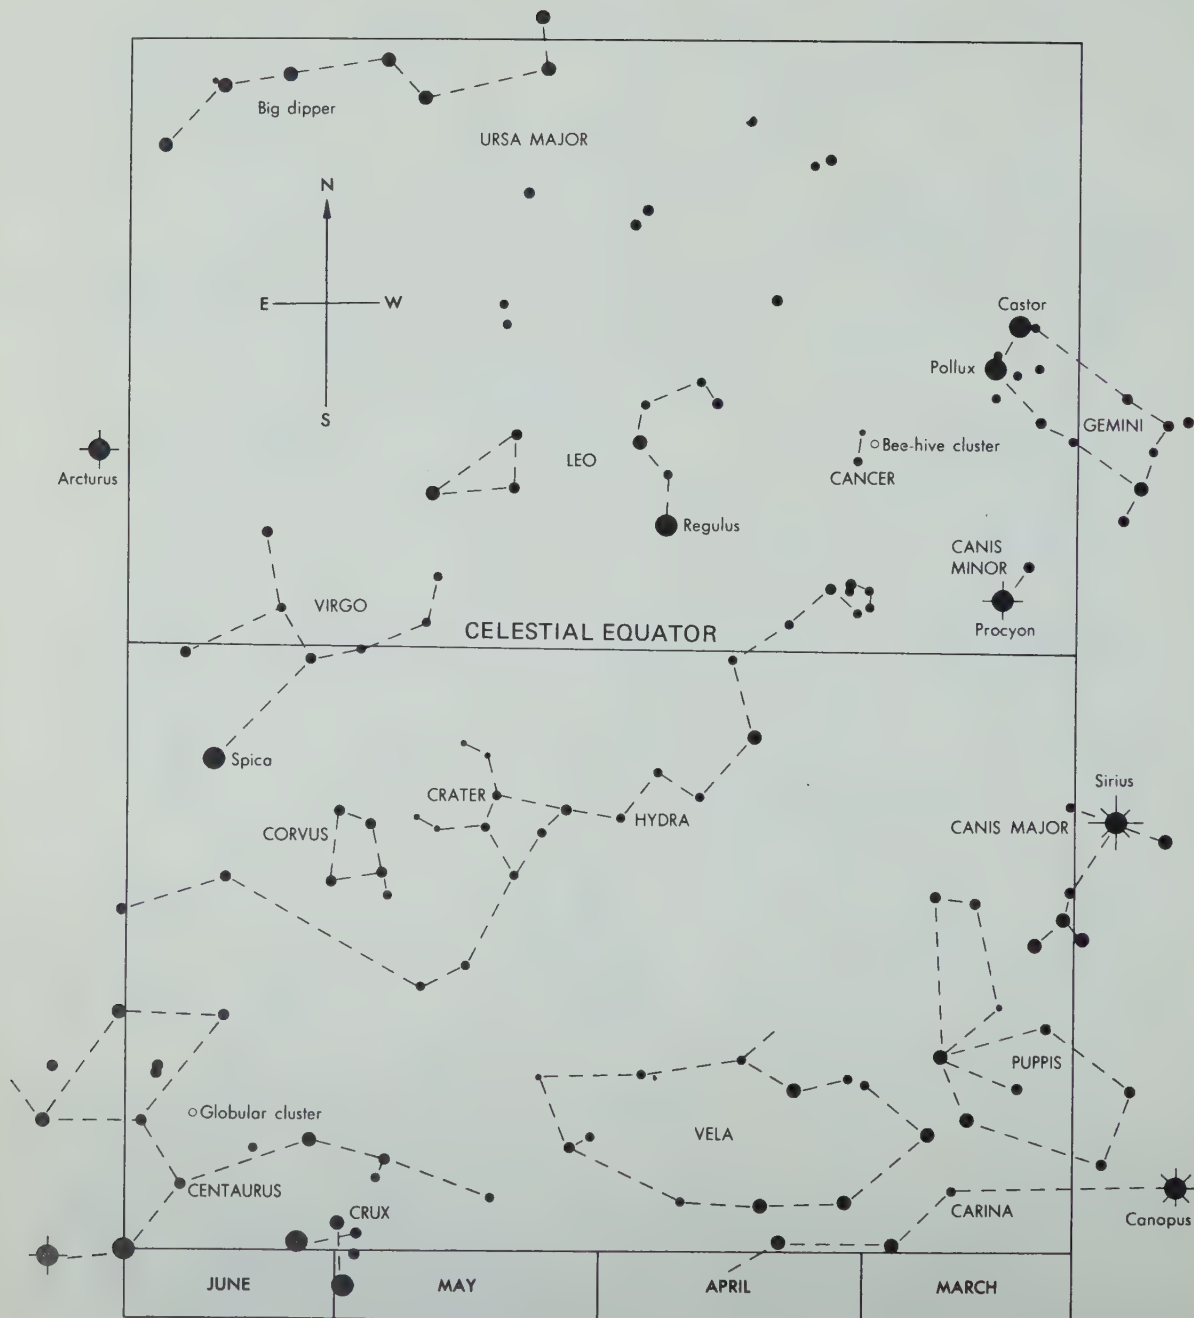 Big dipper
URSA MAJOR
N
E W
S
Castor
Pollux
GEMINI
Arcturus
LEO
Bee-hive cluster
CANCER
Regulus
CANIS
MINOR
VIRGO
Procyon
CELESTIAL EQUATOR
Spica
Sirius
CRATER
CORVUS
HYDRA
CANIS MAJOR
PUPPIS
Globular cluster
VELA
CENTAURUS
CRUX
CARINA
Canopus
JUNE MAY APRIL MARCH